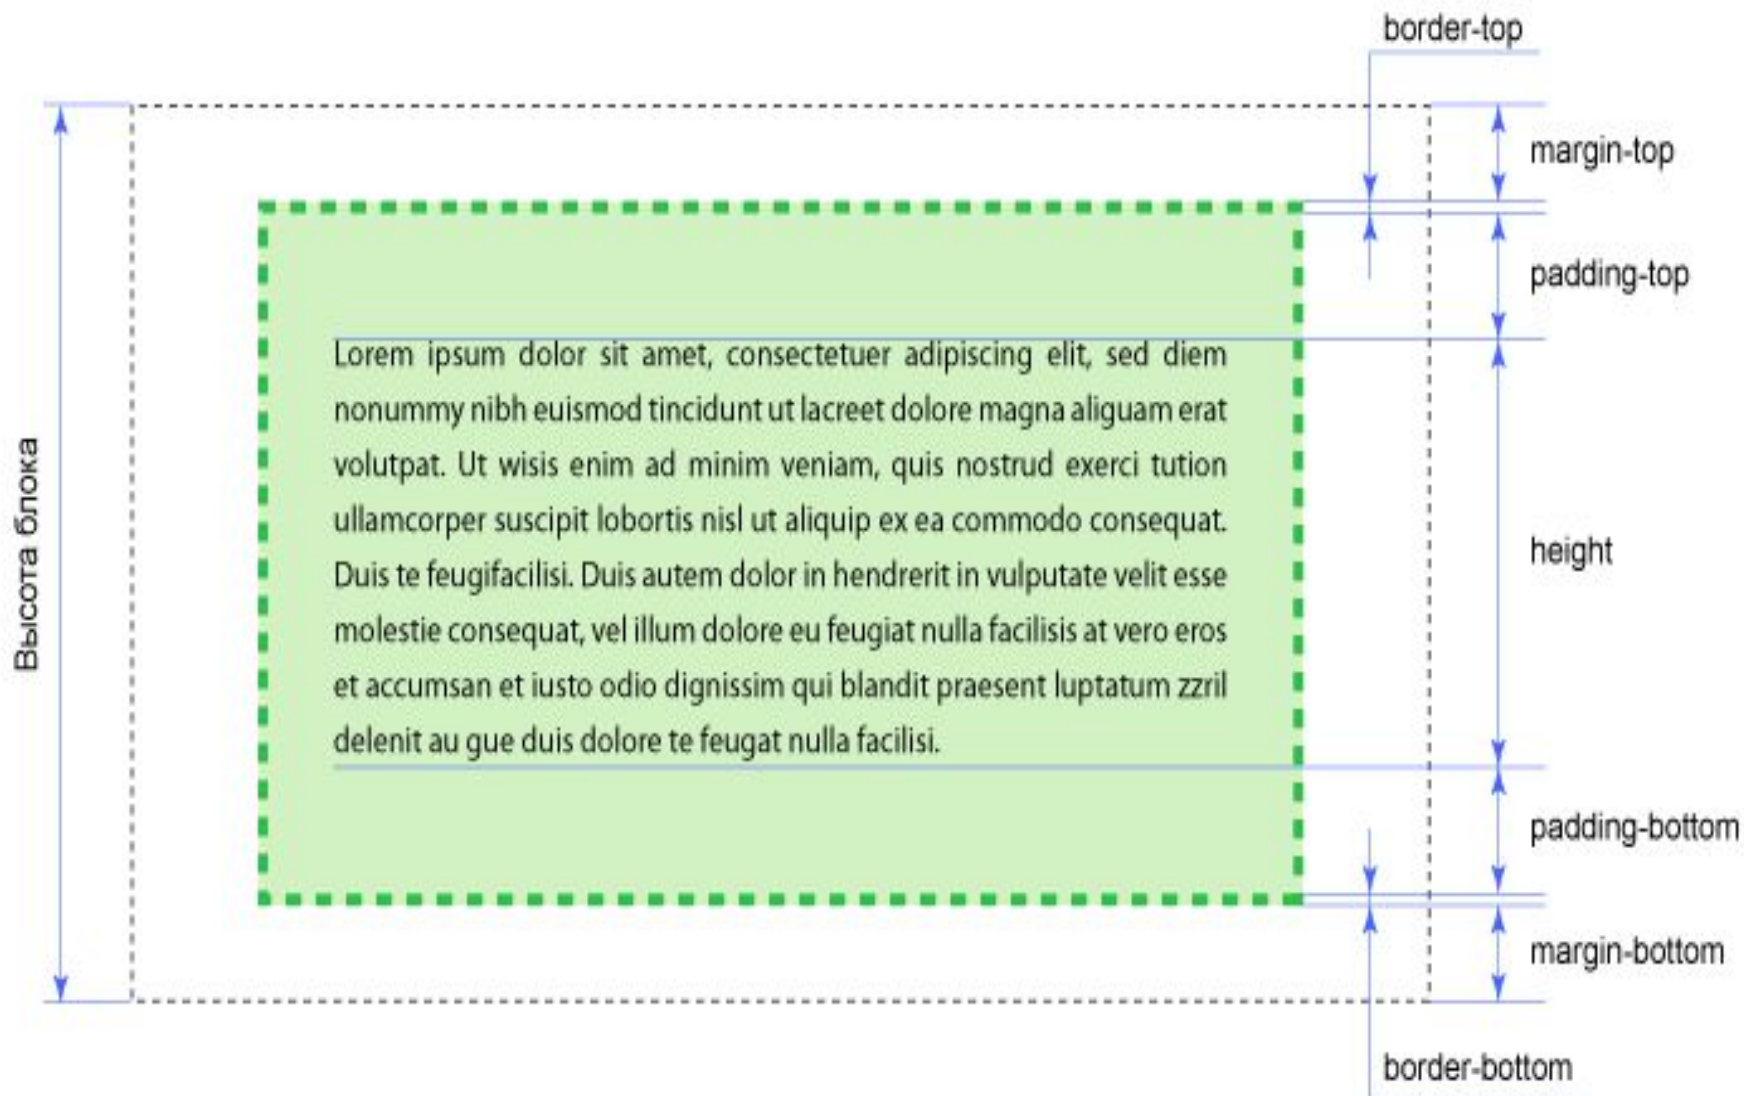 border-top
margin-top
padding-top
Lorem ipsum dolor sit amet, consectetuer adipiscing elit, sed diem
nonummy nibh euismod tincidunt ut lacreet dolore magna aliguam erat
volutpat. Ut wisis enim ad minim veniam, quis nostrud exerci tution
ullamcorper suscipit lobortis nisl ut aliquip ex ea commodo consequat.
Duis te feugifacilisi. Duis autem dolor in hendrerit in vulputate velit esse
molestie consequat, vel illum dolore eu feugiat nulla facilisis at vero eros
et accumsan et iusto odio dignissim qui blandit praesent luptatum zzril
delenit au gue duis dolore te feugat nulla facilisi.
Высота блока
height
padding-bottom
margin-bottom
border-bottom